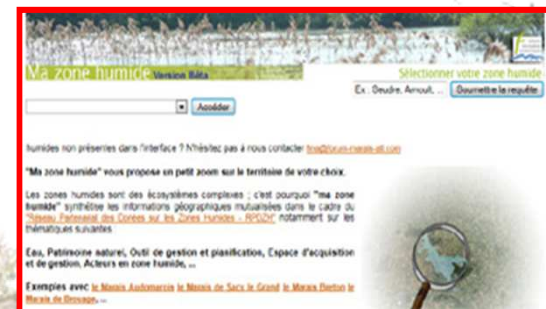 Ma zone humide Version Bêta
Sélectionner votre zone humide
Ex : Seudre, Arnoult, ... Soumettre la requête
Accéder
humides non présentes dans l'interface ? N'hésitez pas à nous contacter
"Ma zone humide" vous propose un petit zoom sur le territoire de votre choix.
Les zones humides sont des écosystèmes complexes ; c'est pourquoi "ma zone
humide" synthétise les informations géographiques mutualisées dans le cadre du
"Réseau Partenarial des Données sur les Zones Humides - RPDZH" notamment sur les
thématiques suivantes :
Eau, Patrimoine naturel, Outil de gestion et planification, Espace d'acquisition
et de gestion, Acteurs en zone humide, ...
Exemples avec le Marais Audomarois, le Marais de Sacy le Grand, le Marais Breton, le
Marais de Brouage, ...